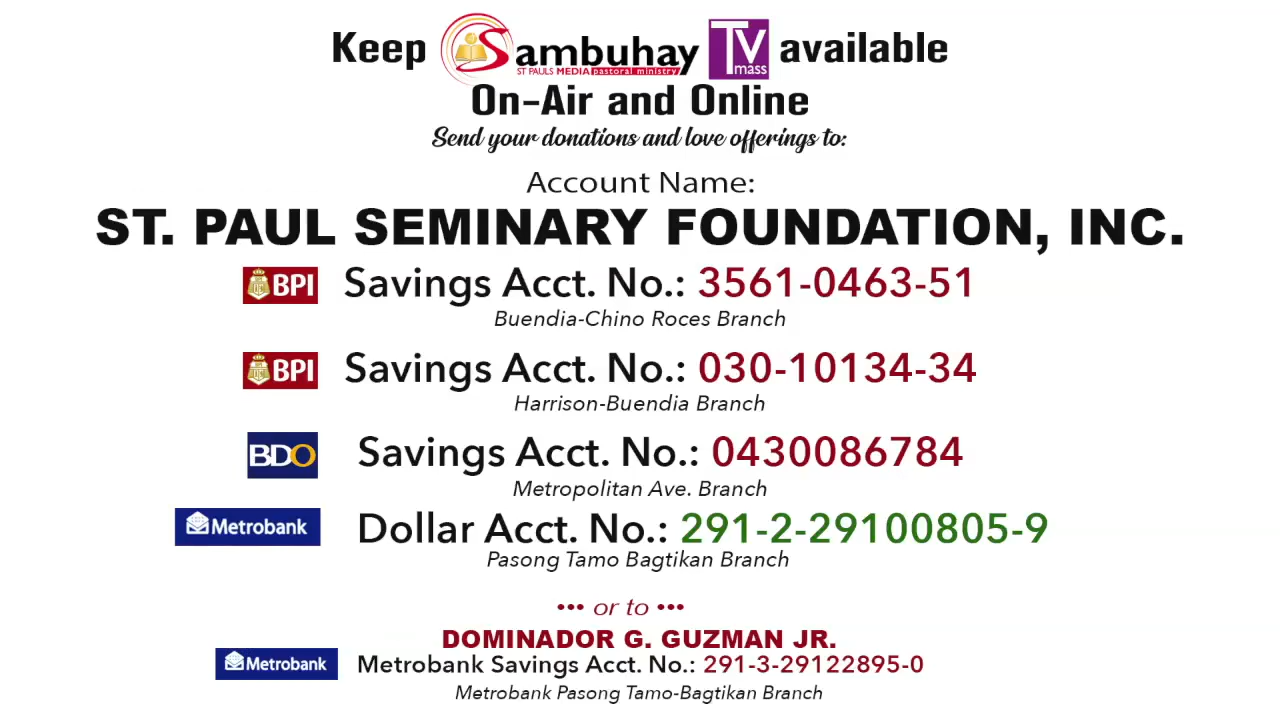 Keep Sambuhay TV mass available
ST PAULS MEDIA pastoral ministry
On-Air and Online
Send your donations and love offerings to:
Account Name:
ST. PAUL SEMINARY FOUNDATION, INC.
BPI Savings Acct. No.: 3561-0463-51
Buendia-Chino Roces Branch
BPI Savings Acct. No.: 030-10134-34
Harrison-Buendia Branch
BDO Savings Acct. No.: 0430086784
Metropolitan Ave. Branch
Metrobank Dollar Acct. No.: 291-2-29100805-9
Pasong Tamo Bagtikan Branch
••• or to •••
DOMINADOR G. GUZMAN JR.
Metrobank Metrobank Savings Acct. No.: 291-3-29122895-0
Metrobank Pasong Tamo-Bagtikan Branch